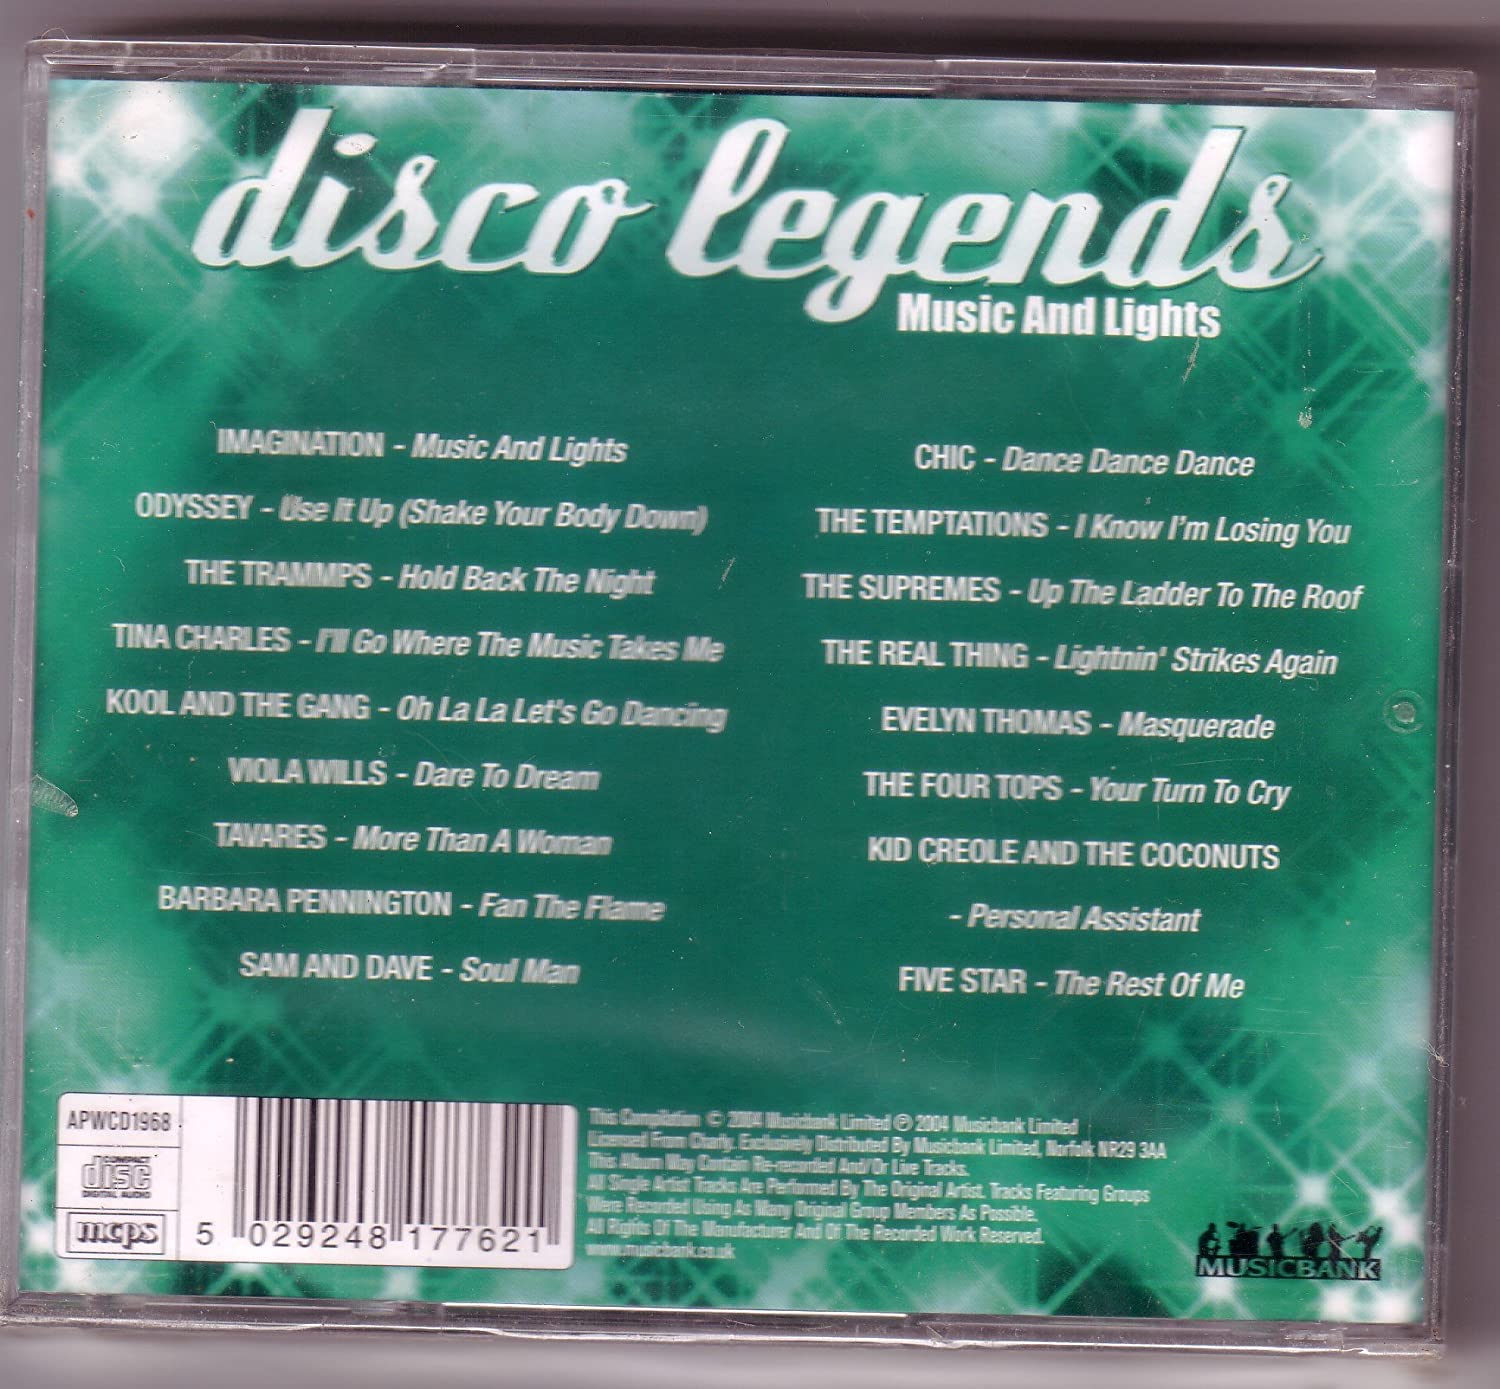 disco legends
Music And Lights
IMAGINATION - Music And Lights
ODYSSEY - Use It Up (Shake Your Body Down)
THE TRAMMPS - Hold Back The Night
TINA CHARLES - I'll Go Where The Music Takes Me
KOOL AND THE GANG - Oh La La Let's Go Dancing
VIOLA WILLS - Dare To Dream
TAVARES - More Than A Woman
BARBARA PENNINGTON - Fan The Flame
SAM AND DAVE - Soul Man
CHIC - Dance Dance Dance
THE TEMPTATIONS - I Know I'm Losing You
THE SUPREMES - Up The Ladder To The Roof
THE REAL THING - Lightnin' Strikes Again
EVELYN THOMAS - Masquerade
THE FOUR TOPS - Your Turn To Cry
KID CREOLE AND THE COCONUTS
- Personal Assistant
FIVE STAR - The Rest Of Me
APWCD1968
COMPACT
disc
DIGITAL AUDIO
mcps
5 029248 177621
This Compilation © 2004 Musicbank Limited ℗ 2004 Musicbank Limited
Licensed From Charly. Exclusively Distributed By Musicbank Limited, Norfolk NR29 3AA
This Album May Contain Re-recorded And/Or Live Tracks.
All Single Artist Tracks Are Performed By The Original Artist. Tracks Featuring Groups
Were Recorded Using As Many Original Group Members As Possible.
All Rights Of The Manufacturer And Of The Recorded Work Reserved.
www.musicbank.co.uk
MUSICBANK